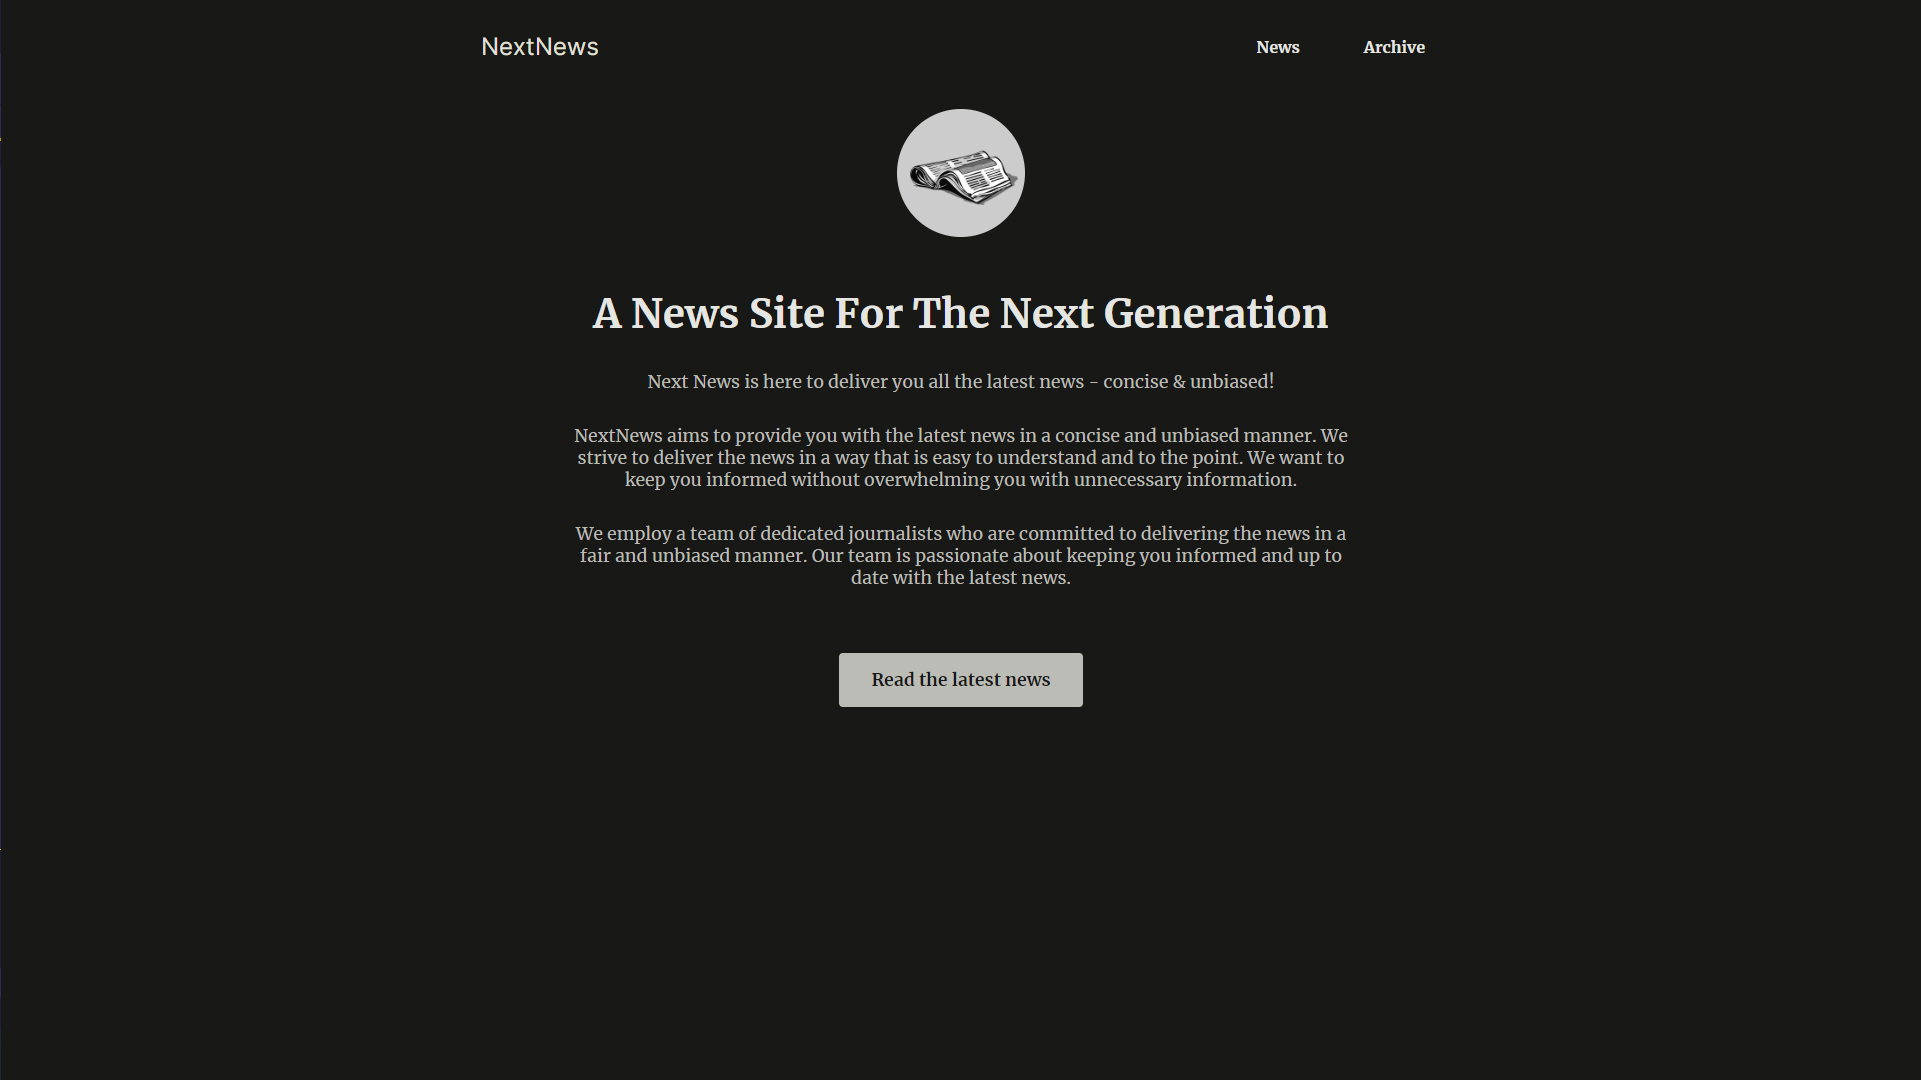 NextNews
News
Archive
A News Site For The Next Generation
Next News is here to deliver you all the latest news - concise & unbiased!
NextNews aims to provide you with the latest news in a concise and unbiased manner. We
strive to deliver the news in a way that is easy to understand and to the point. We want to
keep you informed without overwhelming you with unnecessary information.
We employ a team of dedicated journalists who are committed to delivering the news in a
fair and unbiased manner. Our team is passionate about keeping you informed and up to
date with the latest news.
Read the latest news